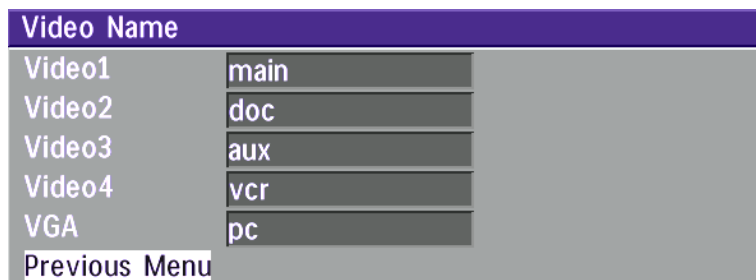 Video Name
Video1 main
Video2 doc
Video3 aux
Video4 vcr
VGA pc
Previous Menu